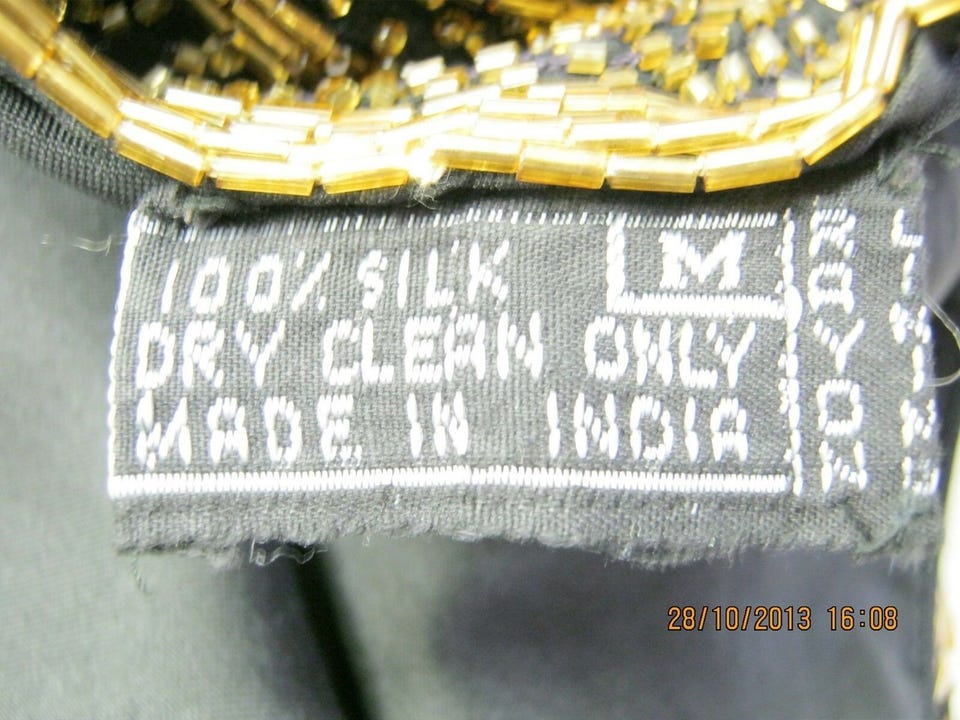 100% SILK
M
DRY CLEAN ONLY
MADE IN INDIA
28/10/2013 16:08